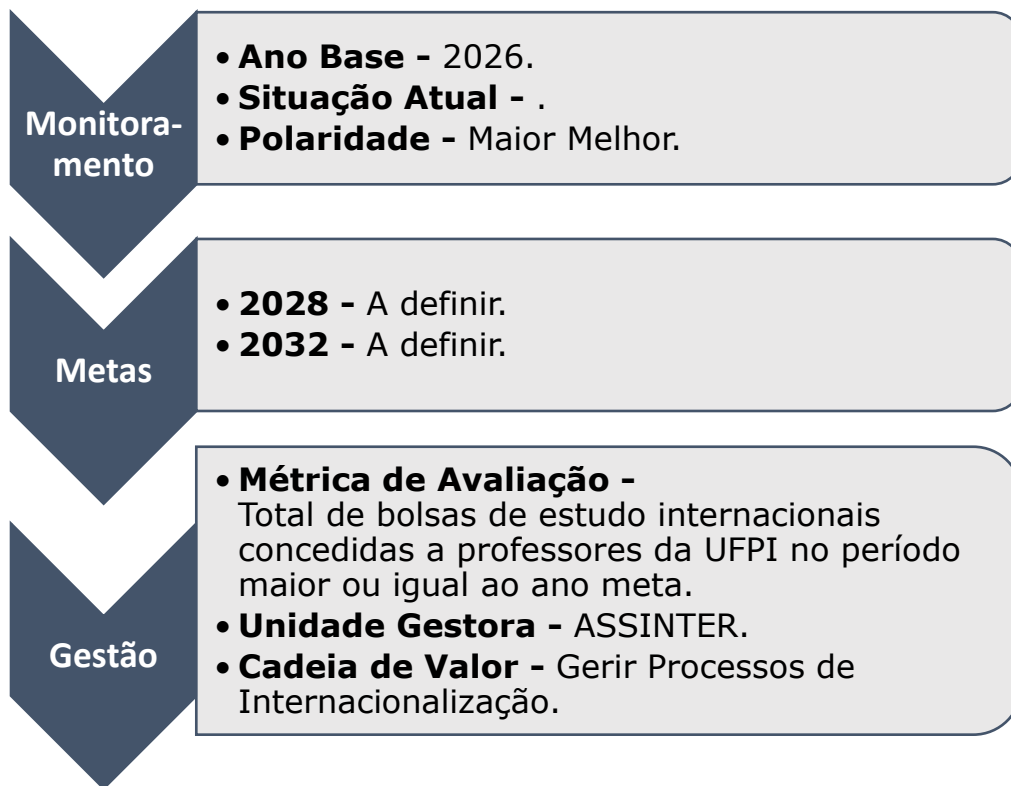 Monitora-
mento
• Ano Base - 2026.
• Situação Atual - .
• Polaridade - Maior Melhor.
Metas
• 2028 - A definir.
• 2032 - A definir.
Gestão
• Métrica de Avaliação -
Total de bolsas de estudo internacionais
concedidas a professores da UFPI no período
maior ou igual ao ano meta.
• Unidade Gestora - ASSINTER.
• Cadeia de Valor - Gerir Processos de
Internacionalização.